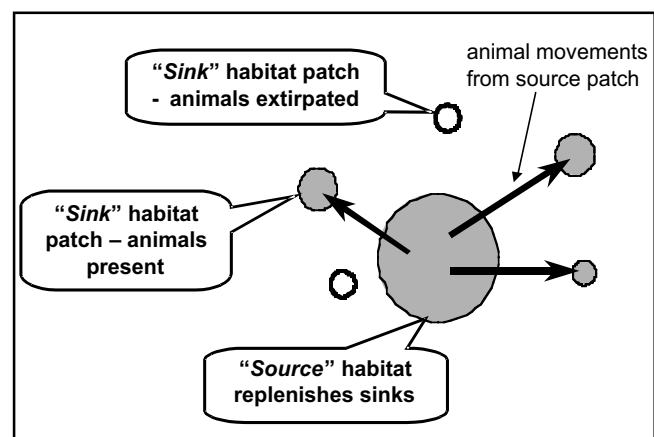 “Sink” habitat patch
- animals extirpated
animal movements
from source patch
“Sink” habitat
patch – animals
present
“Source” habitat
replenishes sinks